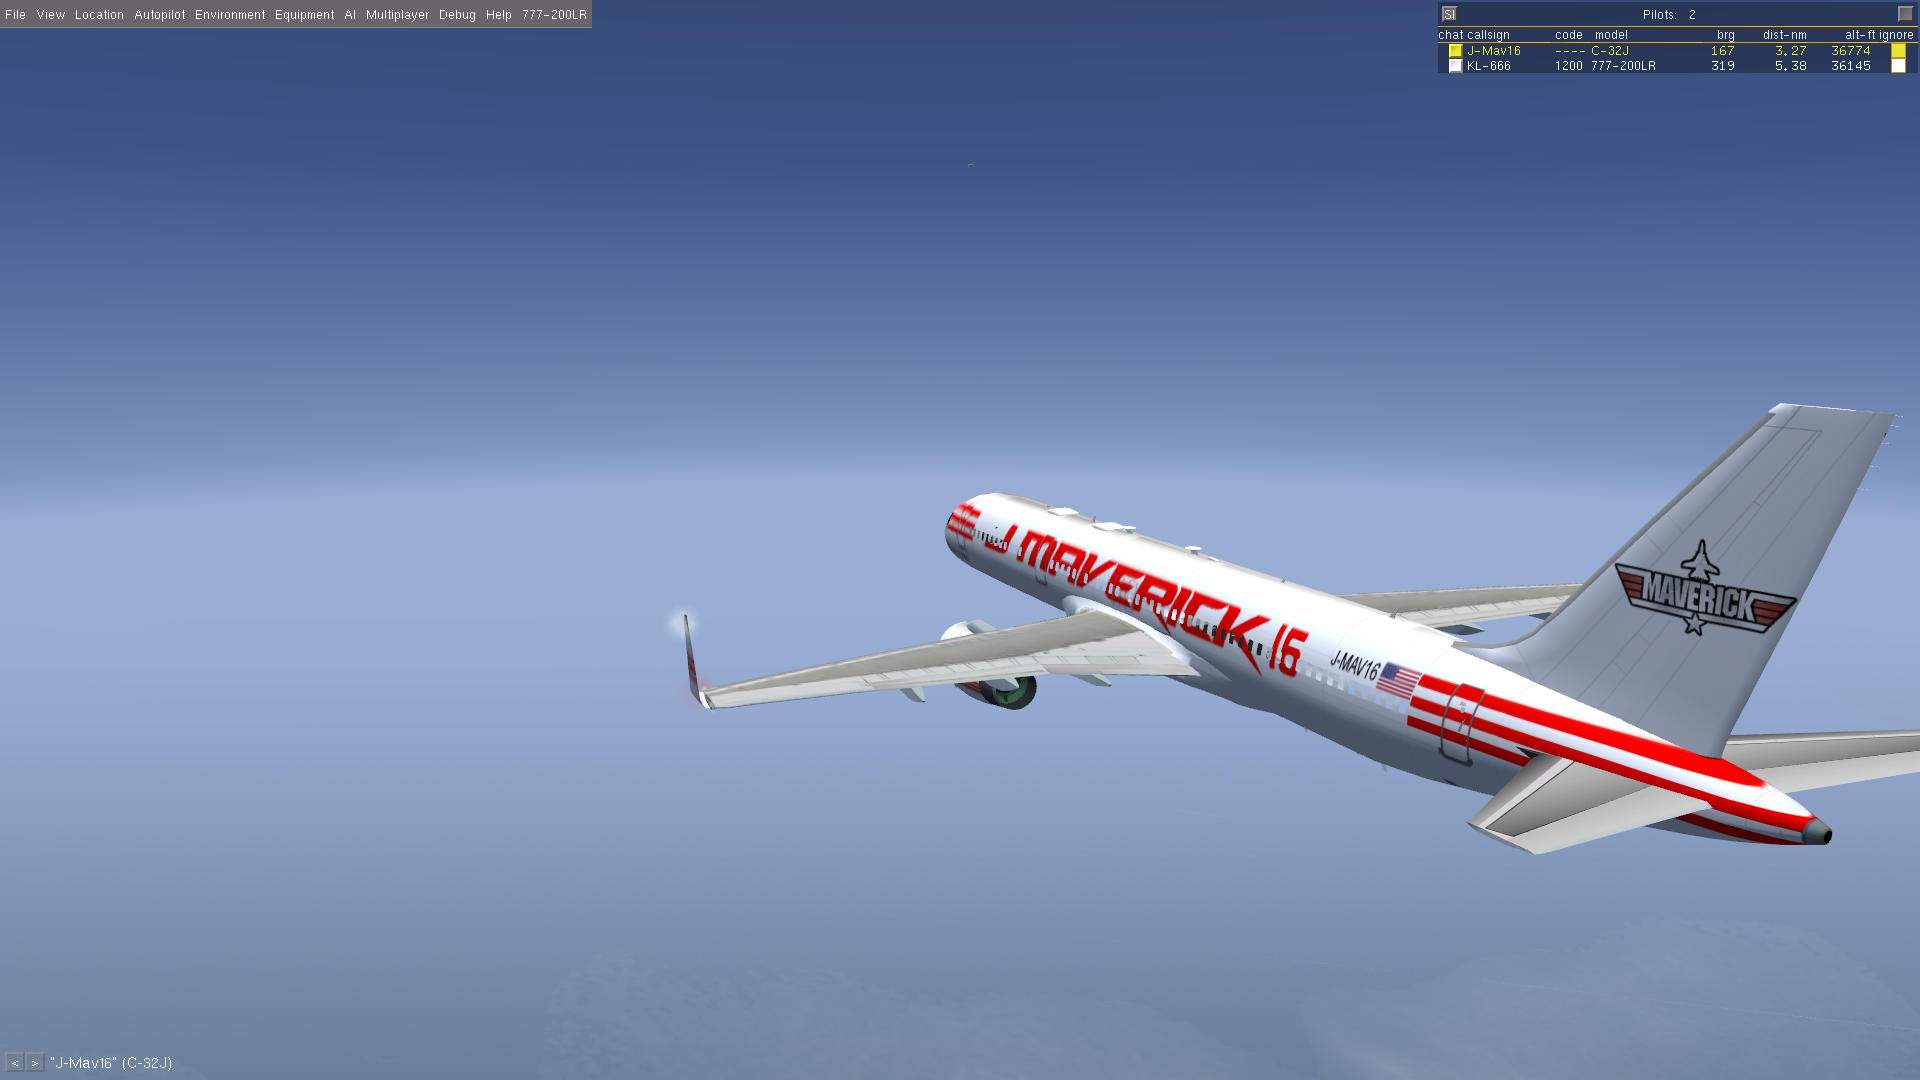 File View Location Autopilot Environment Equipment AI Multiplayer Debug Help 777-200LR
SI Pilots: 2
chat callsign code model brg dist-nm alt-ft ignore
J-Mav16 ---- C-32J 167 3.27 36774
KL-666 1200 777-200LR 319 5.38 36145
J MAVERICK 16
J-MAV16
MAVERICK
< > "J-Mav16" (C-32J)